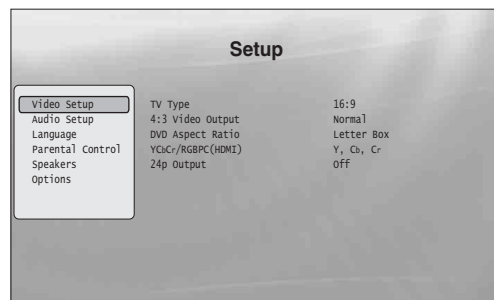 Setup
Video Setup TV Type 16:9
Audio Setup 4:3 Video Output Normal
Language DVD Aspect Ratio Letter Box
Parental Control YCbCr/RGBPC(HDMI) Y, Cb, Cr
Speakers 24p Output Off
Options